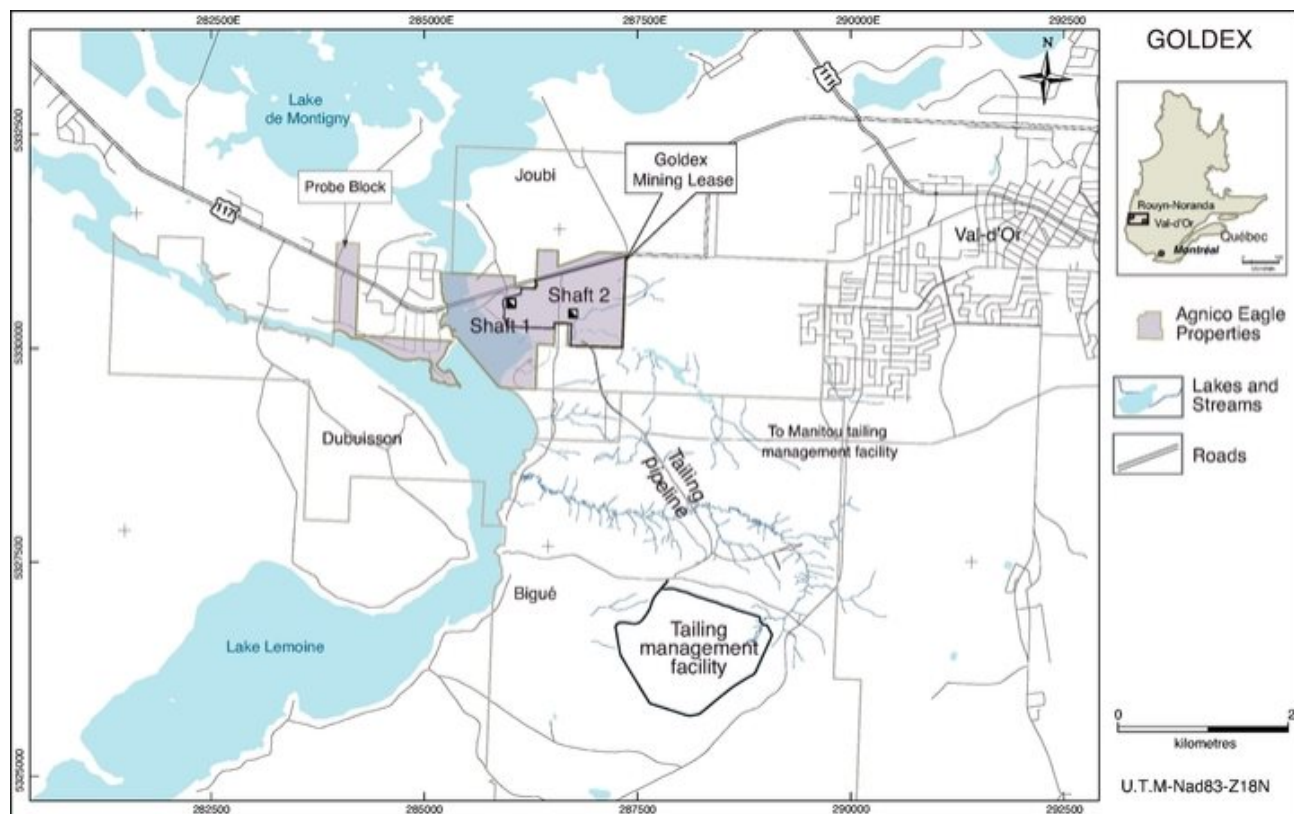 282500E
285000E
287500E
290000E
292500
N
GOLDEX
111
Lake
de Montigny
5332500
Joubi
Goldex
Mining Lease
Probe Block
117
Val-d'Or
Rouyn-Noranda
Val-d'Or
Québec
Montréal
Shaft 2
Shaft 1
Agnico Eagle
Properties
5330000
Lakes and
Streams
Dubuisson
To Manitou tailing
management facility
Roads
Tailing
pipeline
5327500
Bigué
Tailing
management
facility
Lake Lemoine
0
2
kilometres
5325000
U.T.M-Nad83-Z18N
282500
285000
287500
290000
292500